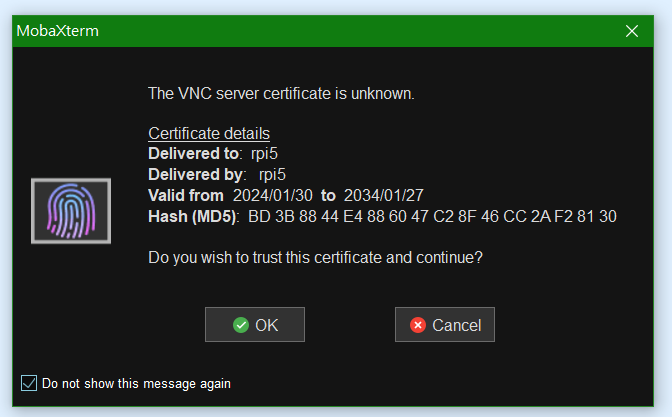 MobaXterm
The VNC server certificate is unknown.
Certificate details
Delivered to: rpi5
Delivered by: rpi5
Valid from 2024/01/30 to 2034/01/27
Hash (MD5): BD 3B 88 44 E4 88 60 47 C2 8F 46 CC 2A F2 81 30
Do you wish to trust this certificate and continue?
OK
Cancel
Do not show this message again